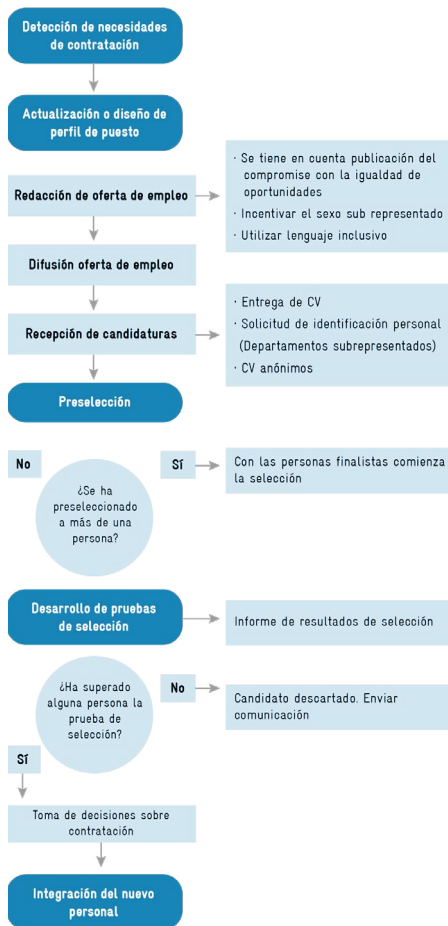 Detección de necesidades
de contratación
Actualización o diseño de
perfil de puesto
Redacción de oferta de empleo
· Se tiene en cuenta publicación del
compromise con la igualdad de
oportunidades
· Incentivar el sexo sub representado
· Utilizar lenguaje inclusivo
Difusión oferta de empleo
Recepción de candidaturas
· Entrega de CV
· Solicitud de identificación personal
(Departamentos subrepresentados)
· CV anónimos
Preselección
No
Sí
¿Se ha
preseleccionado
a más de una
persona?
Con las personas finalistas comienza
la selección
Desarrollo de pruebas
de selección
Informe de resultados de selección
¿Ha superado
alguna persona la
prueba de
selección?
No
Candidato descartado. Enviar
comunicación
Sí
Toma de decisiones sobre
contratación
Integración del nuevo
personal